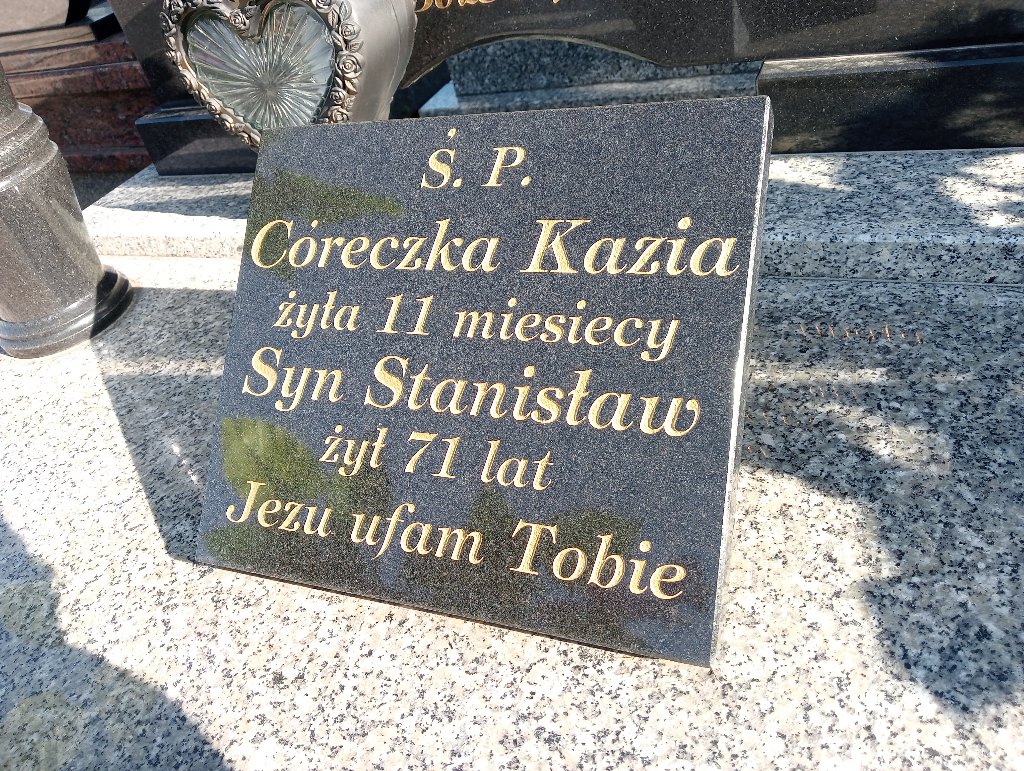 Ś. P.
Córeczka Kazia
żyła 11 miesiecy
Syn Stanisław
żył 71 lat
Jezu ufam Tobie